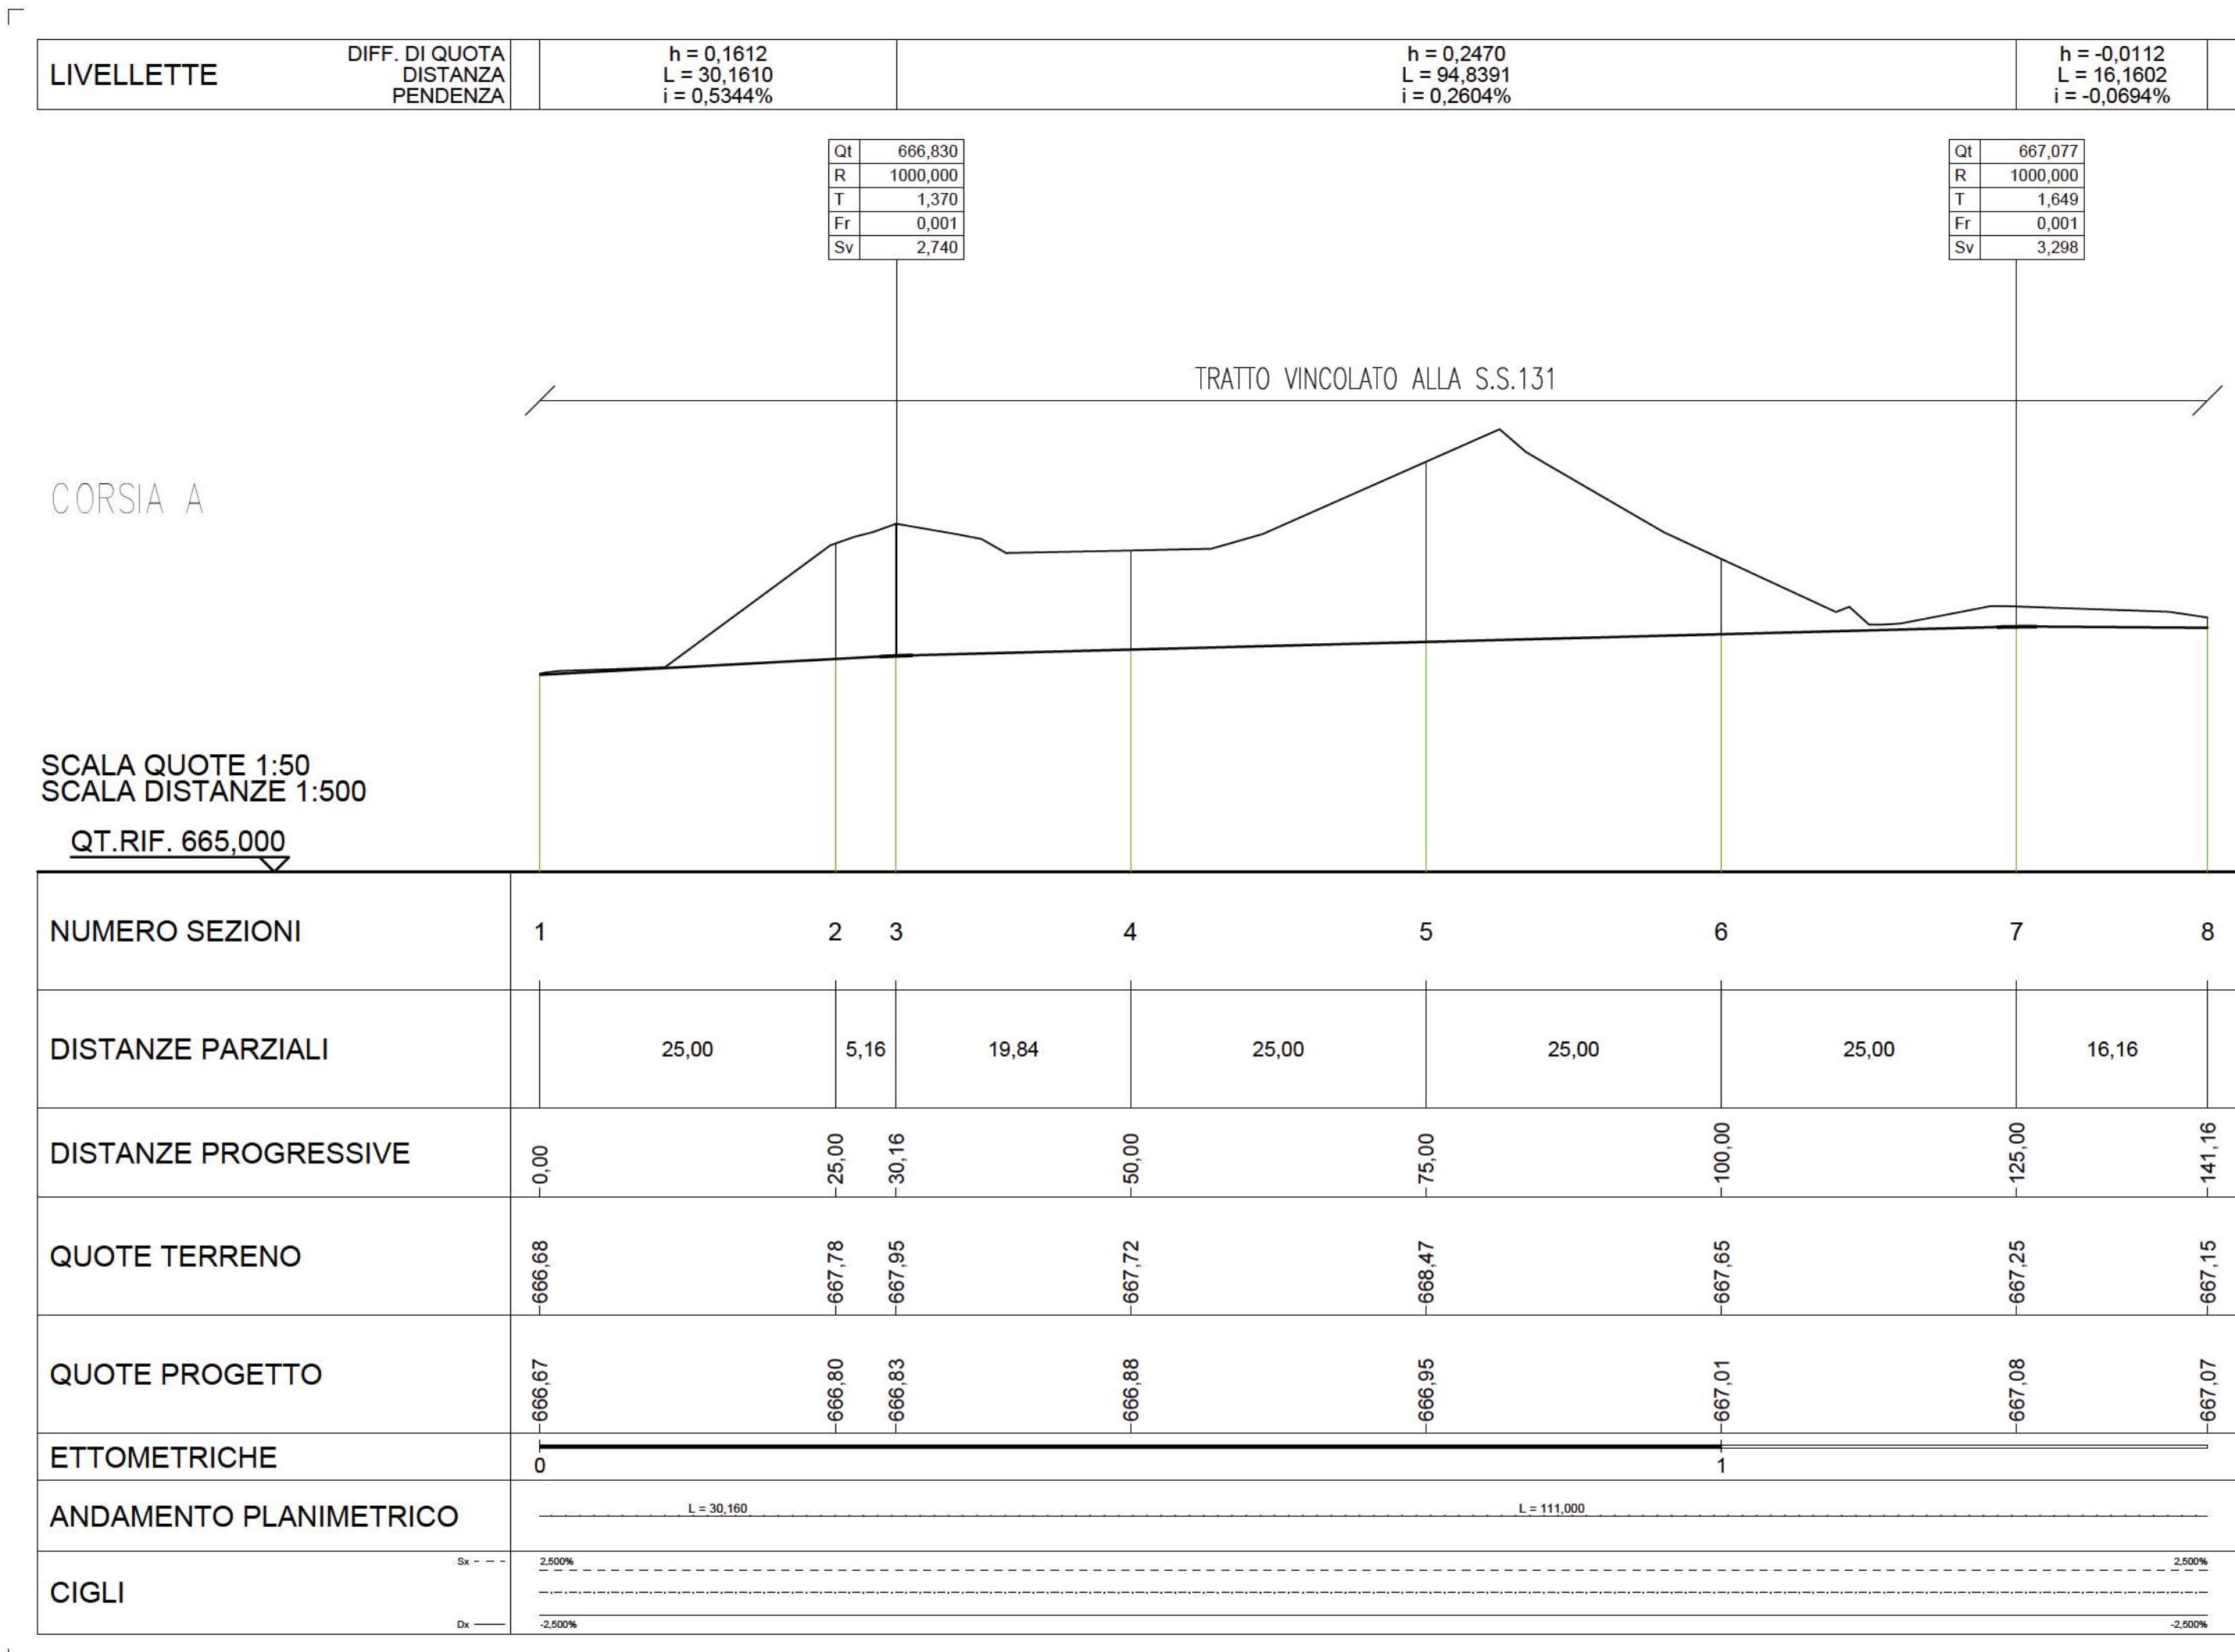 LIVELLETTE
DIFF. DI QUOTA
DISTANZA
PENDENZA
h = 0,1612
L = 30,1610
i = 0,5344%
h = 0,2470
L = 94,8391
i = 0,2604%
h = -0,0112
L = 16,1602
i = -0,0694%
Qt 666,830
R 1000,000
T 1,370
Fr 0,001
Sv 2,740
Qt 667,077
R 1000,000
T 1,649
Fr 0,001
Sv 3,298
TRATTO VINCOLATO ALLA S.S.131
CORSIA A
SCALA QUOTE 1:50
SCALA DISTANZE 1:500
QT.RIF. 665,000
NUMERO SEZIONI 1 2 3 4 5 6 7 8
DISTANZE PARZIALI 25,00 5,16 19,84 25,00 25,00 25,00 16,16
DISTANZE PROGRESSIVE 0,00 25,00 30,16 50,00 75,00 100,00 125,00 141,16
QUOTE TERRENO 666,68 667,78 667,95 667,72 668,47 667,65 667,25 667,15
QUOTE PROGETTO 666,67 666,80 666,83 666,88 666,95 667,01 667,08 667,07
ETTOMETRICHE 0 1
ANDAMENTO PLANIMETRICO L = 30,160 L = 111,000
CIGLI
Sx 2,500% 2,500%
Dx -2,500% -2,500%